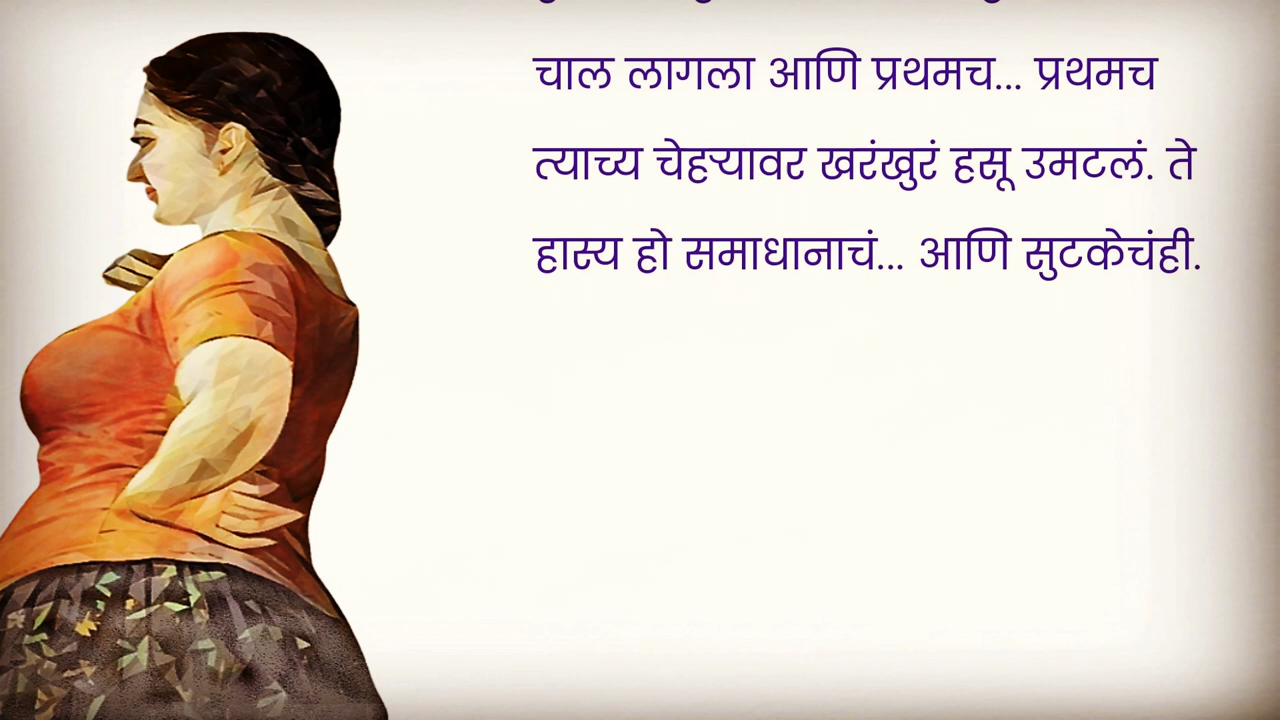 चाल लागला आणि प्रथमच... प्रथमच
त्याच्य चेहऱ्यावर खरंखुरं हसू उमटलं. ते
हास्य हो समाधानाचं... आणि सुटकेचंही.